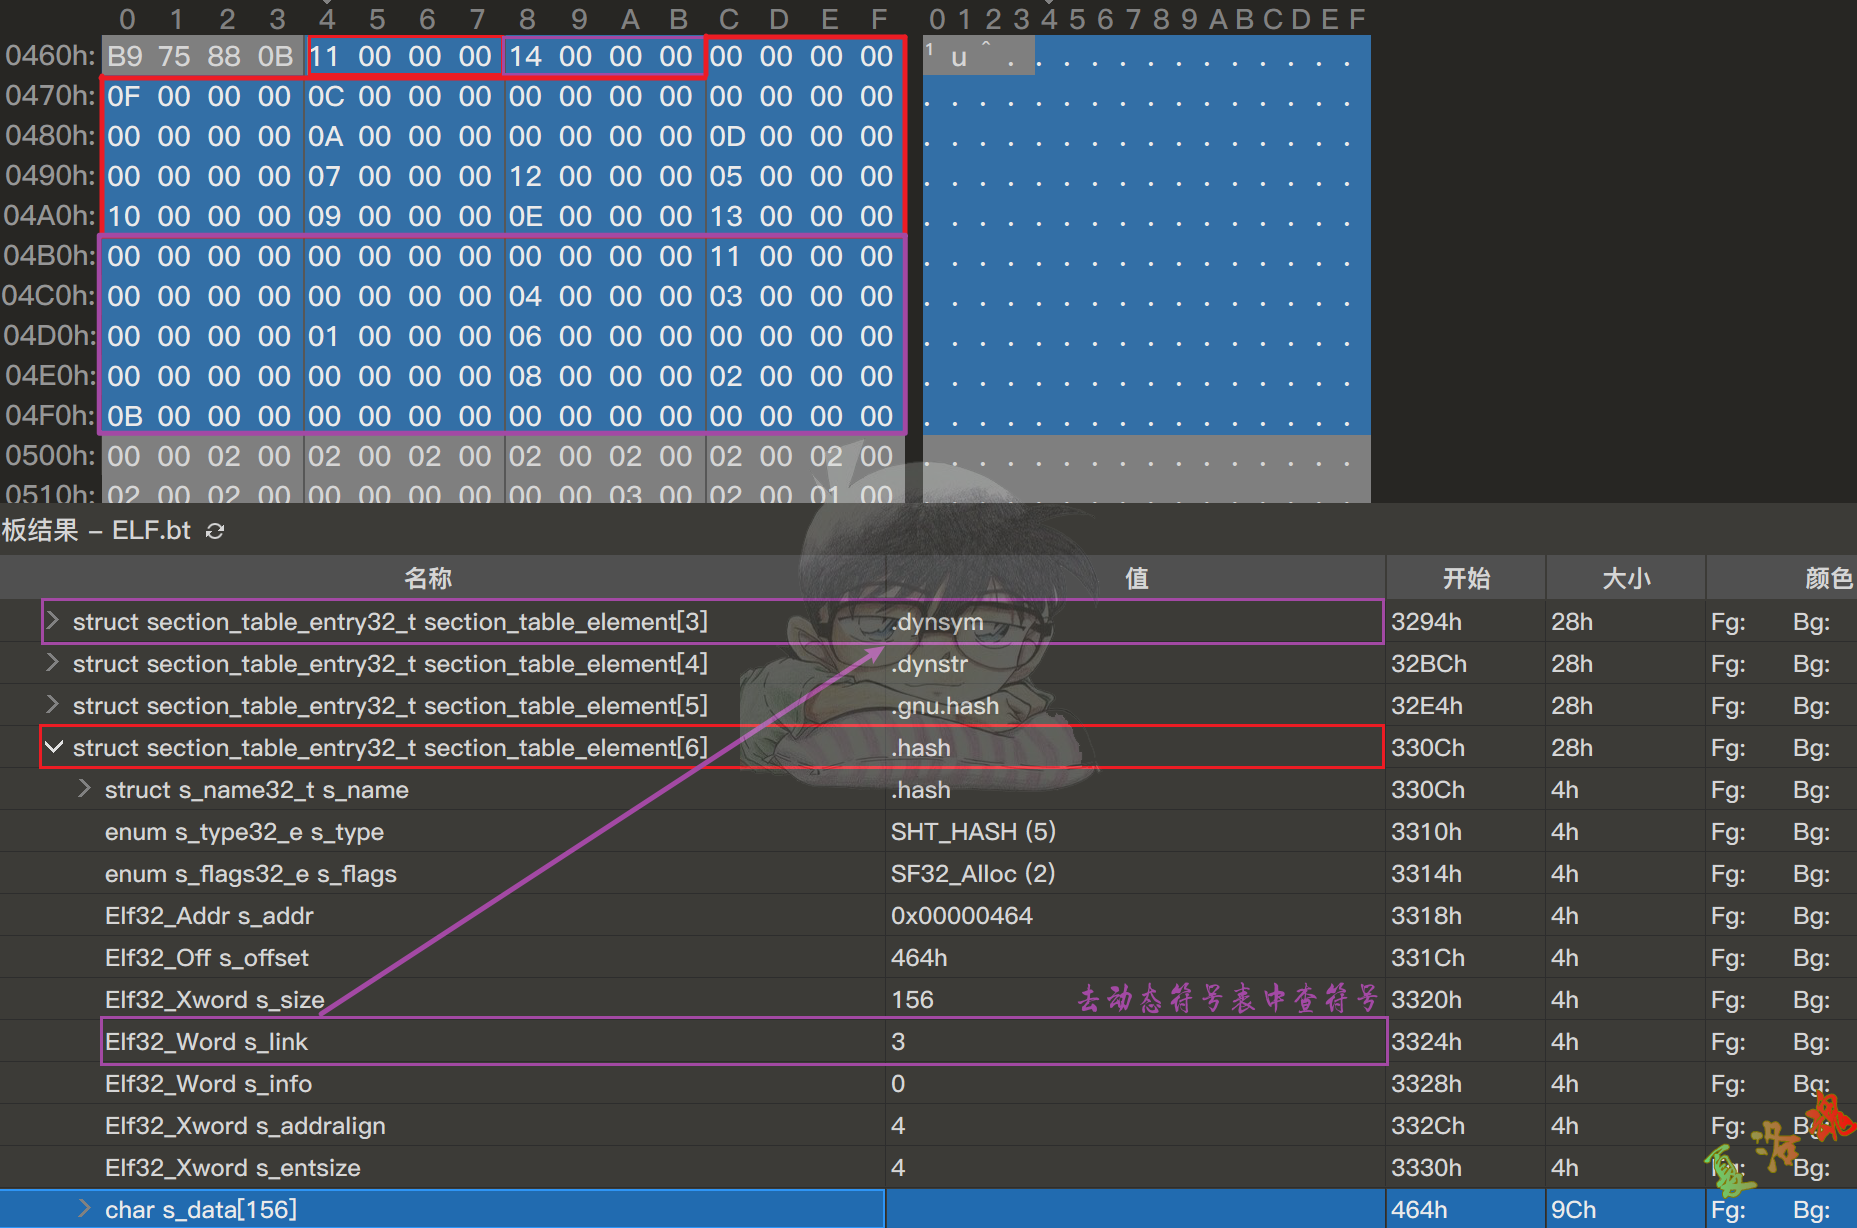 0 1 2 3 4 5 6 7 8 9 A B C D E F 0 1 2 3 4 5 6 7 8 9 A B C D E F
0460h: B9 75 88 0B 11 00 00 00 14 00 00 00 00 00 00 00 ¹uˆ. . . . . . . . . . . . .
0470h: 0F 00 00 00 0C 00 00 00 00 00 00 00 00 00 00 00 . . . . . . . . . . . . . . . .
0480h: 00 00 00 00 0A 00 00 00 00 00 00 00 0D 00 00 00 . . . . . . . . . . . . . . . .
0490h: 00 00 00 00 07 00 00 00 12 00 00 00 05 00 00 00 . . . . . . . . . . . . . . . .
04A0h: 10 00 00 00 09 00 00 00 0E 00 00 00 13 00 00 00 . . . . . . . . . . . . . . . .
04B0h: 00 00 00 00 00 00 00 00 00 00 00 00 11 00 00 00 . . . . . . . . . . . . . . . .
04C0h: 00 00 00 00 00 00 00 00 04 00 00 00 03 00 00 00 . . . . . . . . . . . . . . . .
04D0h: 00 00 00 00 01 00 00 00 06 00 00 00 00 00 00 00 . . . . . . . . . . . . . . . .
04E0h: 00 00 00 00 00 00 00 00 08 00 00 00 02 00 00 00 . . . . . . . . . . . . . . . .
04F0h: 0B 00 00 00 00 00 00 00 00 00 00 00 00 00 00 00 . . . . . . . . . . . . . . . .
0500h: 00 00 02 00 02 00 02 00 02 00 02 00 02 00 02 00 . . . . . . . . . . . . . . . .
0510h: 02 00 02 00 00 00 00 00 00 00 03 00 02 00 01 00
板结果 – ELF.bt
名称 值 开始 大小 颜色
struct section_table_entry32_t section_table_element[3] .dynsym 3294h 28h Fg: Bg:
struct section_table_entry32_t section_table_element[4] .dynstr 32BCh 28h Fg: Bg:
struct section_table_entry32_t section_table_element[5] .gnu.hash 32E4h 28h Fg: Bg:
struct section_table_entry32_t section_table_element[6] .hash 330Ch 28h Fg: Bg:
struct s_name32_t s_name .hash 330Ch 4h Fg: Bg:
enum s_type32_e s_type SHT_HASH (5) 3310h 4h Fg: Bg:
enum s_flags32_e s_flags SF32_Alloc (2) 3314h 4h Fg: Bg:
Elf32_Addr s_addr 0x00000464 3318h 4h Fg: Bg:
Elf32_Off s_offset 464h 331Ch 4h Fg: Bg:
Elf32_Xword s_size 156 去动态符号表中查符号 3320h 4h Fg: Bg:
Elf32_Word s_link 3 3324h 4h Fg: Bg:
Elf32_Word s_info 0 3328h 4h Fg: Bg:
Elf32_Xword s_addralign 4 332Ch 4h Fg: Bg:
Elf32_Xword s_entsize 4 3330h 4h Fg: Bg:
char s_data[156] 464h 9Ch Fg: Bg: